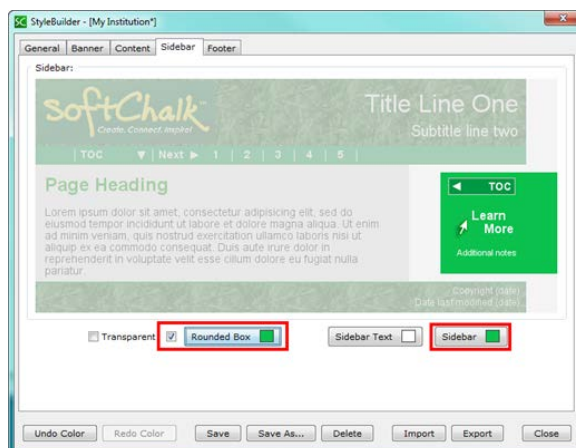 StyleBuilder - [My Institution*]
General Banner Content Sidebar Footer
Sidebar:
SoftChalk™
Create. Connect. Inspire!
Title Line One
Subtitle line two
| TOC ▼ | Next ► 1 | 2 | 3 | 4 | 5 |
Page Heading
Lorem ipsum dolor sit amet, consectetur adipisicing elit, sed do
eiusmod tempor incididunt ut labore et dolore magna aliqua. Ut enim
ad minim veniam, quis nostrud exercitation ullamco laboris nisi ut
aliquip ex ea commodo consequat. Duis aute irure dolor in
reprehenderit in voluptate velit esse cillum dolore eu fugiat nulla
pariatur.
◄ TOC
Learn
More
Additional notes
Copyright (date)
Date last modified (date)
Transparent Rounded Box Sidebar Text Sidebar
Undo Color Redo Color Save Save As... Delete Import Export Close